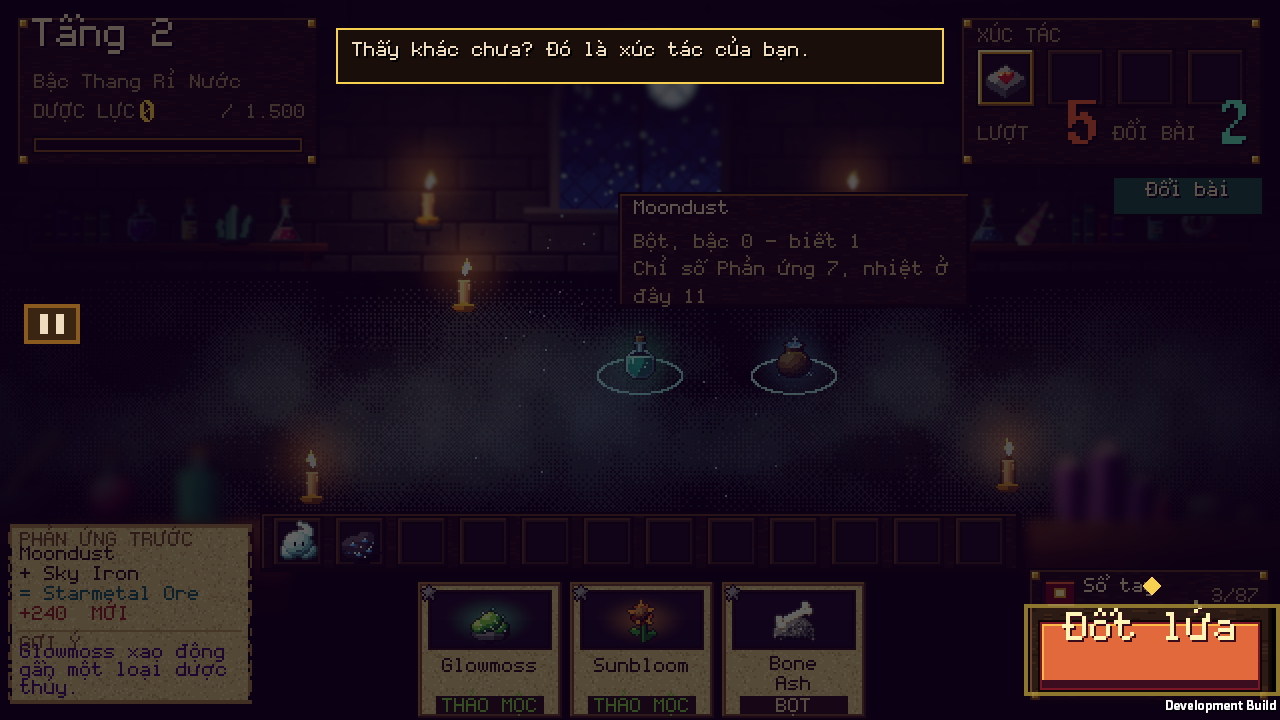 Tầng 2
Bậc Thang Rỉ Nước
DƯỢC LỰC 0 / 1.500
Thấy khác chưa? Đó là xúc tác của bạn.
XÚC TÁC
LƯỢT 5 ĐỔI BÀI 2
Đổi bài
Moondust
Bột, bậc 0 - biết 1
Chỉ số Phản ứng 7, nhiệt ở
đây 11
PHẢN ỨNG TRƯỚC
Moondust
+ Sky Iron
= Starmetal Ore
+240 MỚI
GỢI Ý
Glowmoss xao động
gần một loại dược
thủy.
Glowmoss
THẢO MỘC
Sunbloom
THẢO MỘC
Bone
Ash
BỘT
Sổ tay
3/87
Đốt lửa
Development Build